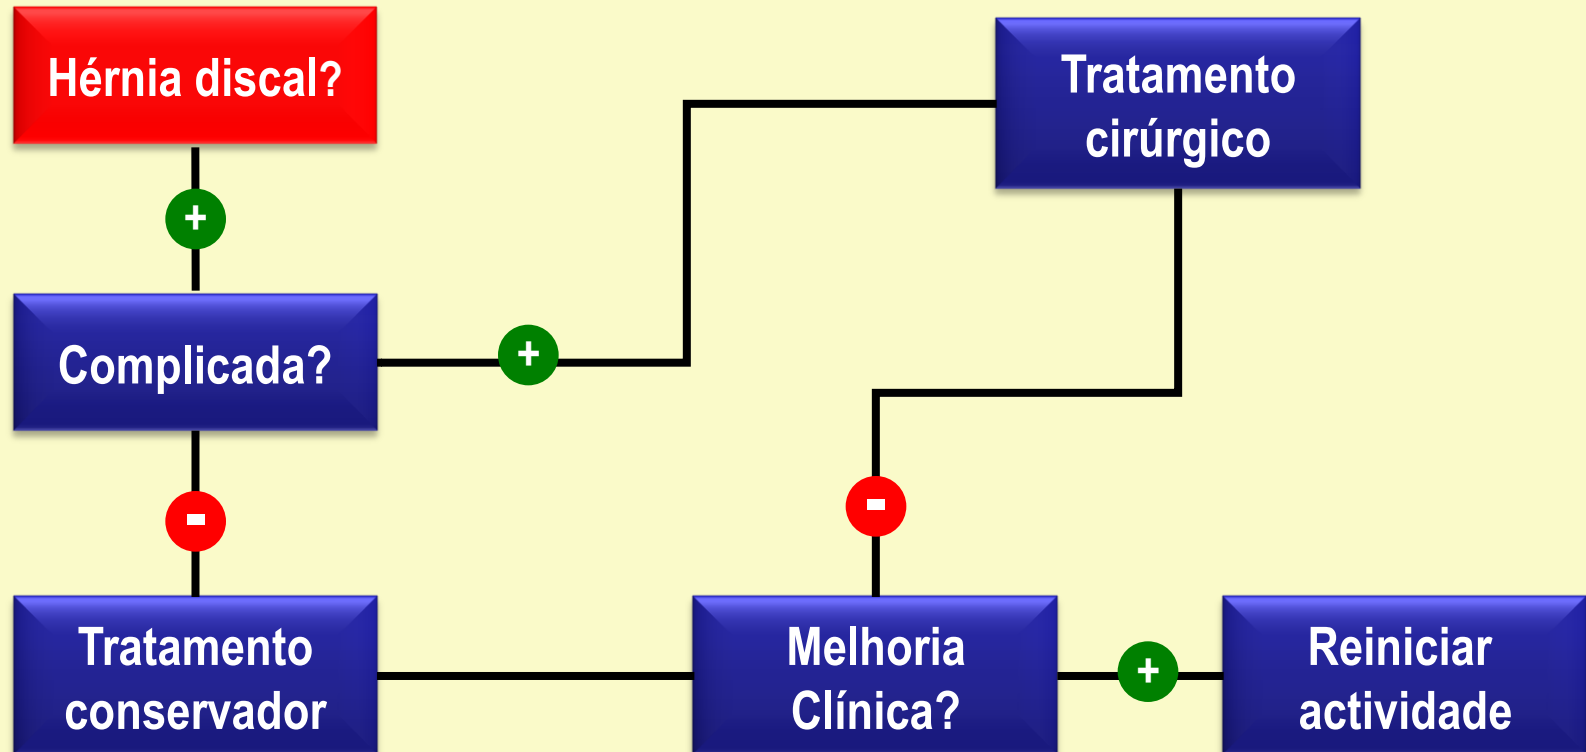 Hérnia discal?
Tratamento
cirúrgico
+
Complicada?
+
-
-
Tratamento
conservador
Melhoria
Clínica?
+
Reiniciar
actividade